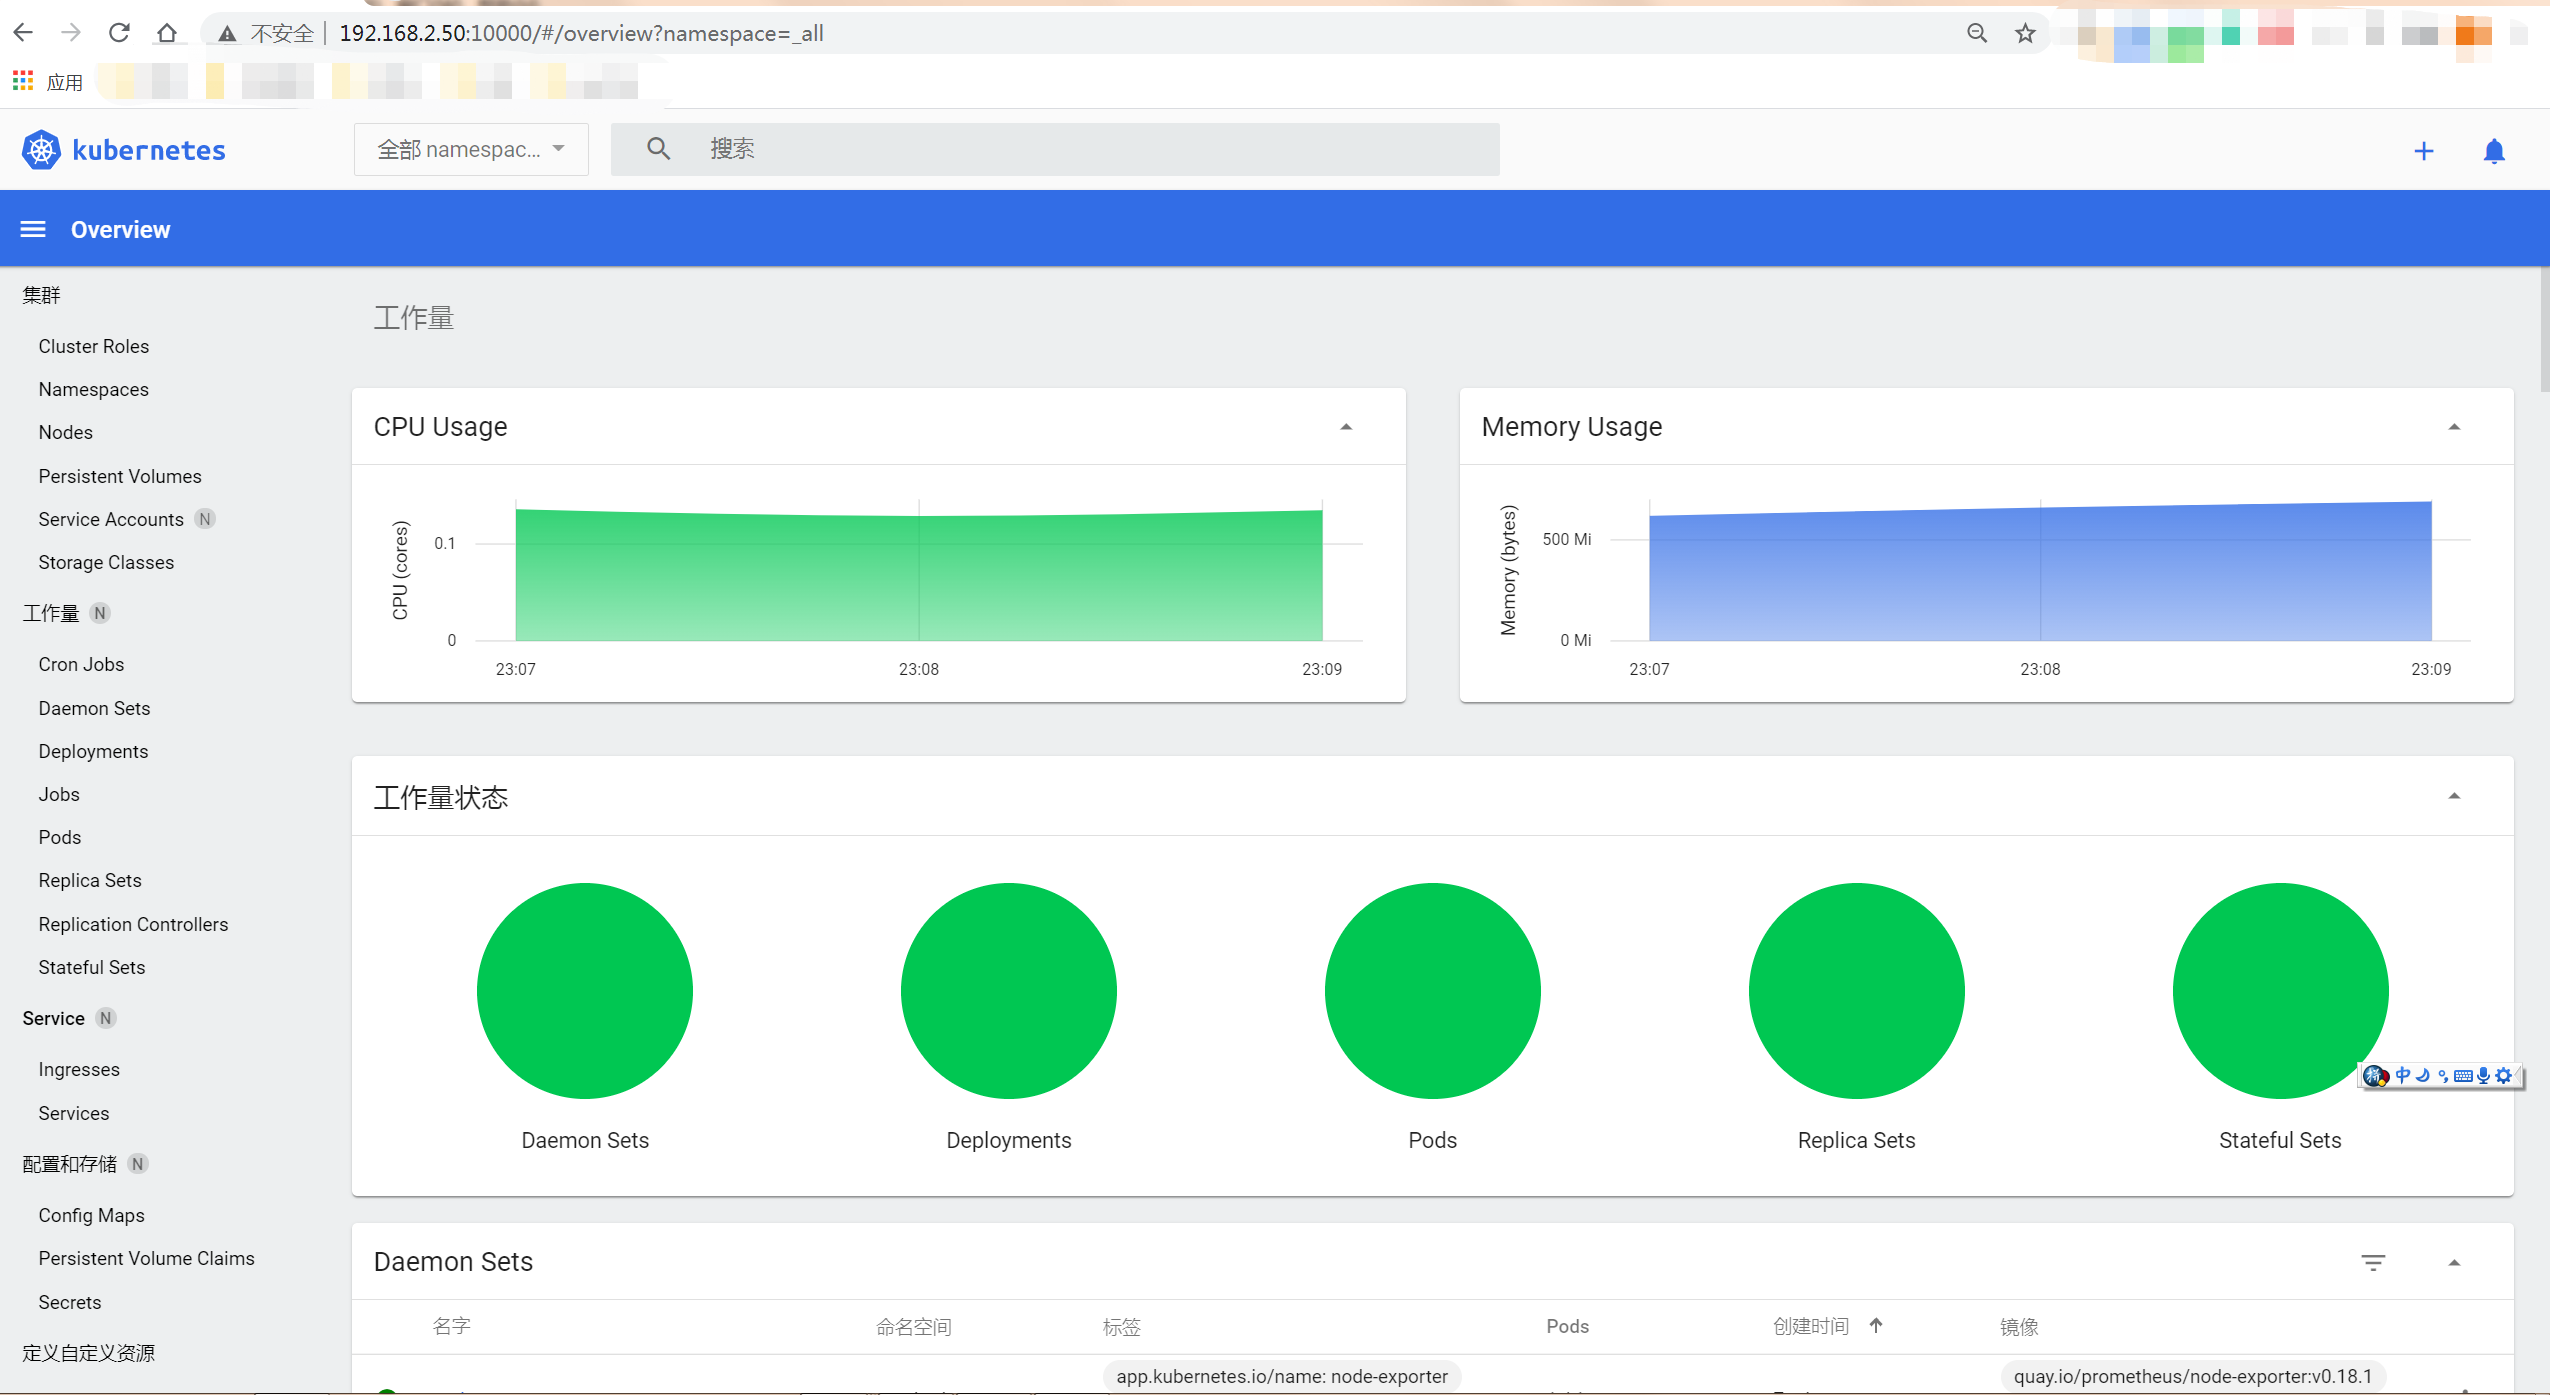 不安全 192.168.2.50:10000/#/overview?namespace=_all
应用
kubernetes
全部 namespac...
搜索
Overview
集群
Cluster Roles
Namespaces
Nodes
Persistent Volumes
Service Accounts N
Storage Classes
工作量 N
Cron Jobs
Daemon Sets
Deployments
Jobs
Pods
Replica Sets
Replication Controllers
Stateful Sets
Service N
Ingresses
Services
配置和存储 N
Config Maps
Persistent Volume Claims
Secrets
定义自定义资源
工作量
CPU Usage
CPU (cores)
0.1
0
23:07 23:08 23:09
Memory Usage
Memory (bytes)
500 Mi
0 Mi
23:07 23:08 23:09
工作量状态
Daemon Sets Deployments Pods Replica Sets Stateful Sets
中
Daemon Sets
名字 命名空间 标签 Pods 创建时间 镜像
app.kubernetes.io/name: node-exporter quay.io/prometheus/node-exporter:v0.18.1